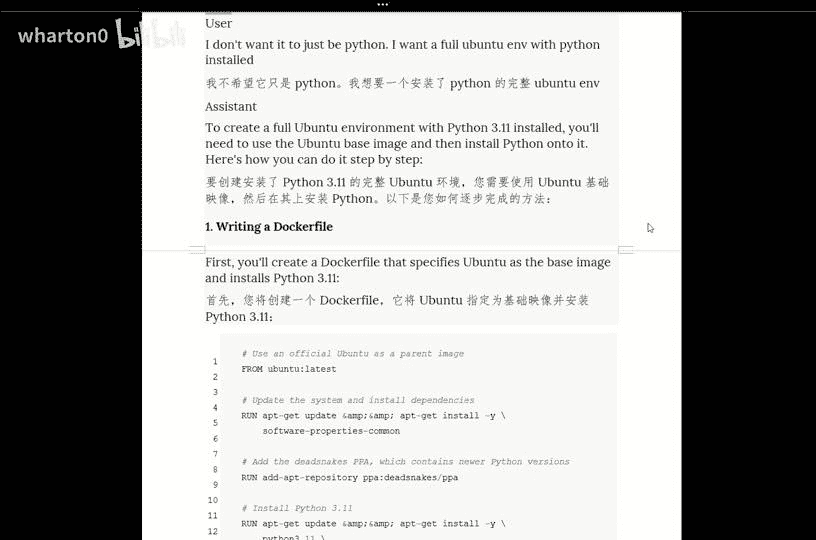 wharton0 bilibili
User
I don't want it to just be python. I want a full ubuntu env with python
installed
我不希望它只是 python。我想要一个安装了 python 的完整 ubuntu env
Assistant
To create a full Ubuntu environment with Python 3.11 installed, you'll
need to use the Ubuntu base image and then install Python onto it.
Here's how you can do it step by step:
要创建安装了 Python 3.11 的完整 Ubuntu 环境，您需要使用 Ubuntu 基础
映像，然后在其上安装 Python。以下是您如何逐步完成的方法：
1. Writing a Dockerfile
First, you'll create a Dockerfile that specifies Ubuntu as the base image
and installs Python 3.11:
首先，您将创建一个 Dockerfile，它将 Ubuntu 指定为基础映像并安装
Python 3.11：
1 # Use an official Ubuntu as a parent image
2 FROM ubuntu:latest
3
4 # Update the system and install dependencies
5 RUN apt-get update &amp;&amp; apt-get install -y \
6 software-properties-common
7
8 # Add the deadsnakes PPA, which contains newer Python versions
9 RUN add-apt-repository ppa:deadsnakes/ppa
10
11 # Install Python 3.11
12 RUN apt-get update &amp;&amp; apt-get install -y \
python3.11 \